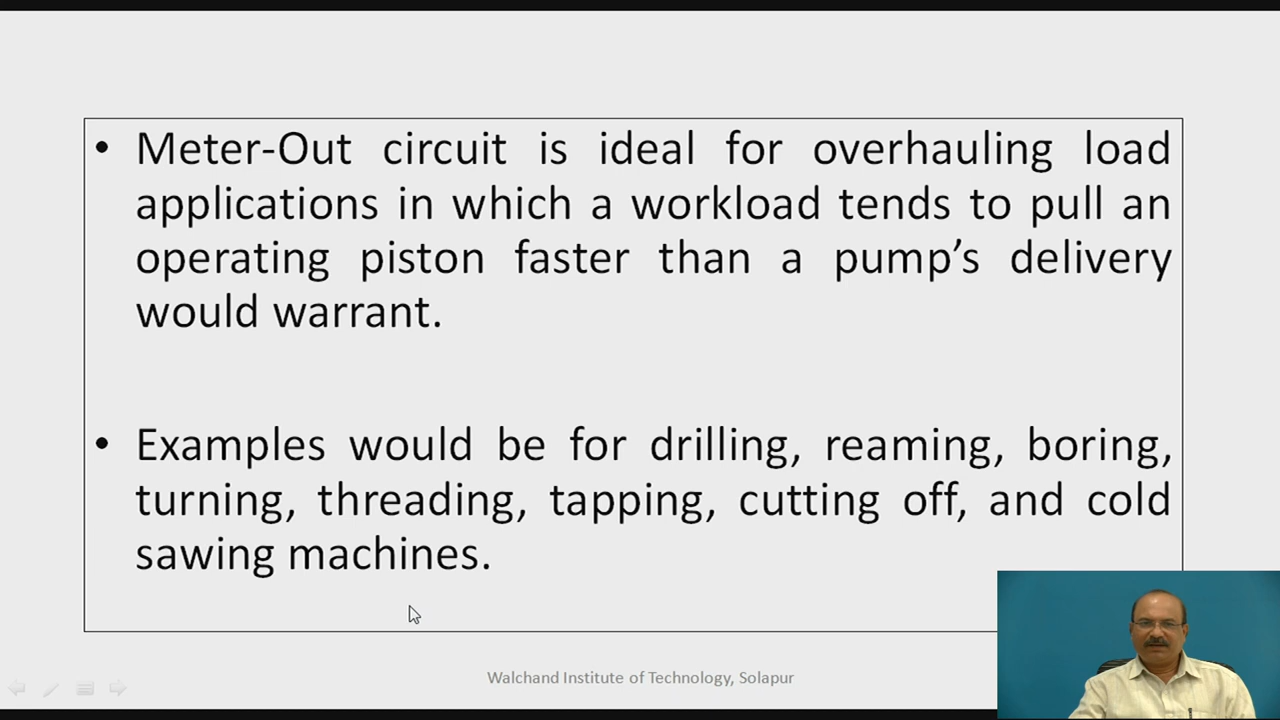 • Meter-Out circuit is ideal for overhauling load
applications in which a workload tends to pull an
operating piston faster than a pump’s delivery
would warrant.
• Examples would be for drilling, reaming, boring,
turning, threading, tapping, cutting off, and cold
sawing machines.
Walchand Institute of Technology, Solapur